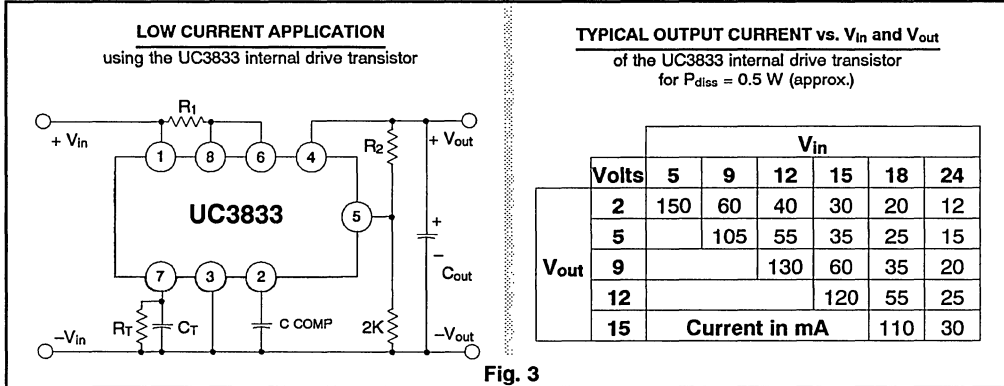 LOW CURRENT APPLICATION
using the UC3833 internal drive transistor
R1
+ Vin
1
8
6
4
R2
+ Vout
UC3833
5
+
−
Cout
7
3
2
RT
CT
C COMP
2K
−Vin
−Vout
TYPICAL OUTPUT CURRENT vs. Vin and Vout
of the UC3833 internal drive transistor
for Pdiss = 0.5 W (approx.)
Vin
Volts 5 9 12 15 18 24
2 150 60 40 30 20 12
5 105 55 35 25 15
Vout 9 130 60 35 20
12 120 55 25
15 Current in mA 110 30
Fig. 3